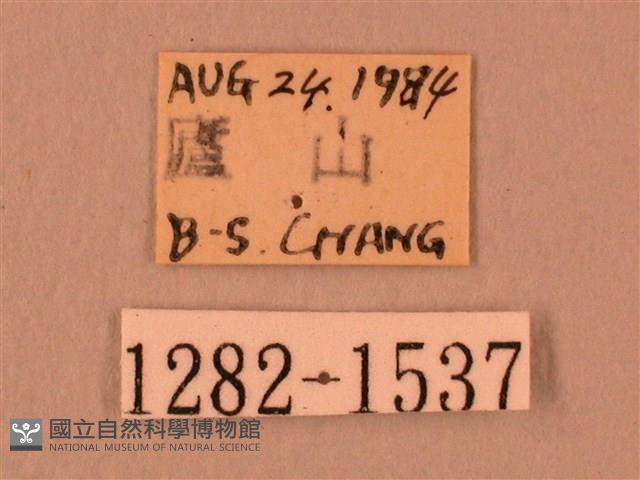 AUG 24. 1984
廬 山
B-S. CHANG
1282-1537
國立自然科學博物館
NATIONAL MUSEUM OF NATURAL SCIENCE